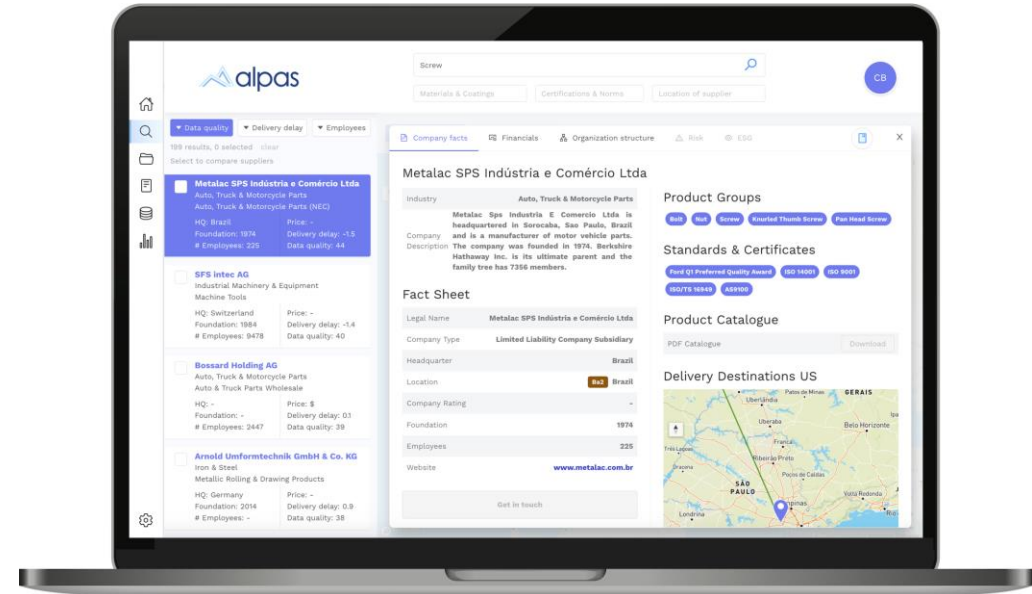 alpas
Screw
Materials & Coatings
Certifications & Norms
Location of supplier
CB
Data quality
Delivery delay
Employees
199 results, 0 selected clear
Select to compare suppliers
Metalac SPS Indústria e Comércio Ltda
Auto, Truck & Motorcycle Parts
Auto, Truck & Motorcycle Parts (NEC)
HQ: Brazil
Price: -
Foundation: 1974
Delivery delay: -1.5
# Employees: 225
Data quality: 44
SFS intec AG
Industrial Machinery & Equipment
Machine Tools
HQ: Switzerland
Price: -
Foundation: 1984
Delivery delay: -1.4
# Employees: 9478
Data quality: 40
Bossard Holding AG
Auto, Truck & Motorcycle Parts
Auto & Truck Parts Wholesale
HQ: -
Price: $
Foundation: -
Delivery delay: 0.1
# Employees: 2447
Data quality: 39
Arnold Umformtechnik GmbH & Co. KG
Iron & Steel
Metallic Rolling & Drawing Products
HQ: Germany
Price: -
Foundation: 2014
Delivery delay: 0.9
# Employees: -
Data quality: 38
Company facts
Financials
Organization structure
Risk
ESG
X
Metalac SPS Indústria e Comércio Ltda
Industry
Auto, Truck & Motorcycle Parts
Company Description
Metalac Sps Industria E Comercio Ltda is
headquartered in Sorocaba, Sao Paulo, Brazil
and is a manufacturer of motor vehicle parts.
The company was founded in 1974. Berkshire
Hathaway Inc. is its ultimate parent and the
family tree has 7356 members.
Fact Sheet
Legal Name
Metalac SPS Indústria e Comércio Ltda
Company Type
Limited Liability Company Subsidiary
Headquarter
Brazil
Location
Ba2 Brazil
Company Rating
-
Foundation
1974
Employees
225
Website
www.metalac.com.br
Get in touch
Product Groups
Bolt
Nut
Screw
Knurled Thumb Screw
Pan Head Screw
Standards & Certificates
Ford Q1 Preferred Quality Award
ISO 14001
ISO 9001
ISO/TS 16949
AS9100
Product Catalogue
PDF Catalogue
Download
Delivery Destinations US
Patos de Minas
GERAIS
Uberlândia
Uberaba
Belo Horizonte
Franca
Três Lagoas
Ribeirão Preto
Dracena
Poços de Caldas
SÃO
PAULO
Volta Redonda
Londrina